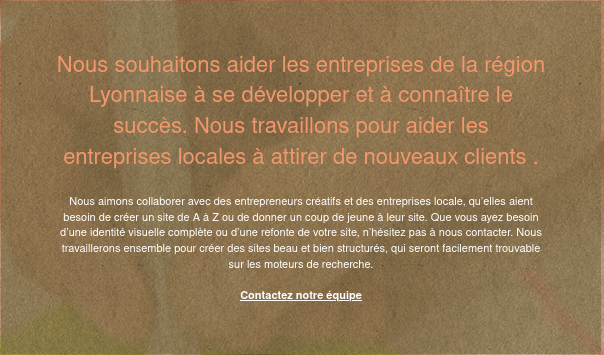 Nous souhaitons aider les entreprises de la région
Lyonnaise à se développer et à connaître le
succès. Nous travaillons pour aider les
entreprises locales à attirer de nouveaux clients .
Nous aimons collaborer avec des entrepreneurs créatifs et des entreprises locale, qu'elles aient
besoin de créer un site de A à Z ou de donner un coup de jeune à leur site. Que vous ayez besoin
d'une identité visuelle complète ou d'une refonte de votre site, n'hésitez pas à nous contacter. Nous
travaillerons ensemble pour créer des sites beau et bien structurés, qui seront facilement trouvable
sur les moteurs de recherche.
Contactez notre équipe